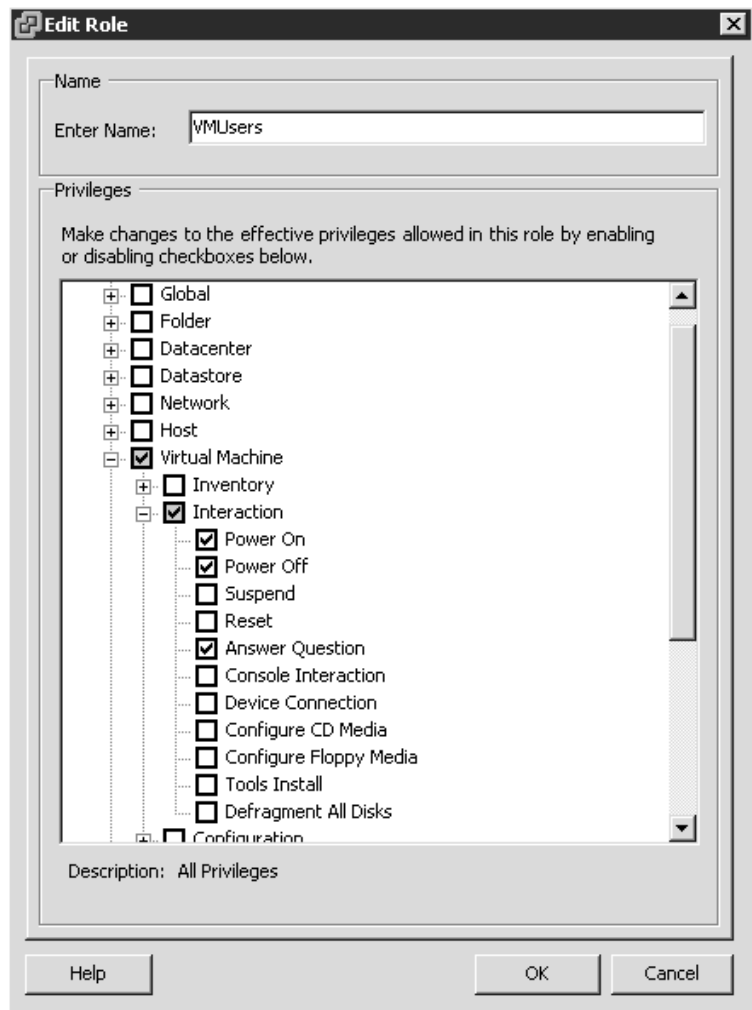 Edit Role
Name
Enter Name: VMUsers
Privileges
Make changes to the effective privileges allowed in this role by enabling
or disabling checkboxes below.
Global
Folder
Datacenter
Datastore
Network
Host
Virtual Machine
Inventory
Interaction
Power On
Power Off
Suspend
Reset
Answer Question
Console Interaction
Device Connection
Configure CD Media
Configure Floppy Media
Tools Install
Defragment All Disks
Configuration
Description: All Privileges
Help OK Cancel